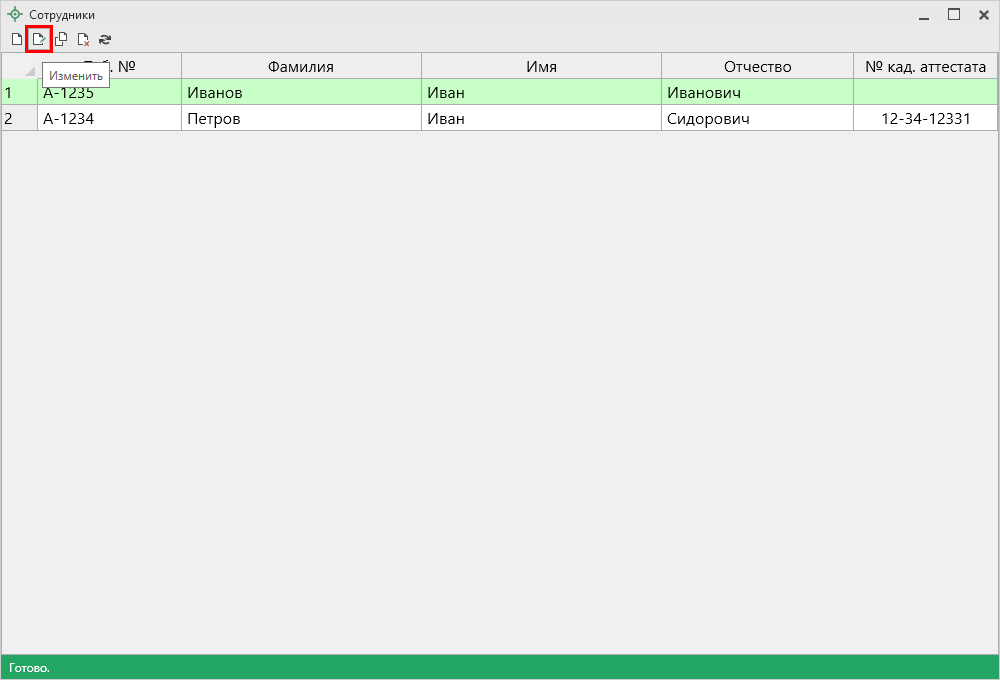 Сотрудники
№ Фамилия Имя Отчество № кад. аттестата
Изменить
1 А-1235 Иванов Иван Иванович
2 А-1234 Петров Иван Сидорович 12-34-12331
Готово.